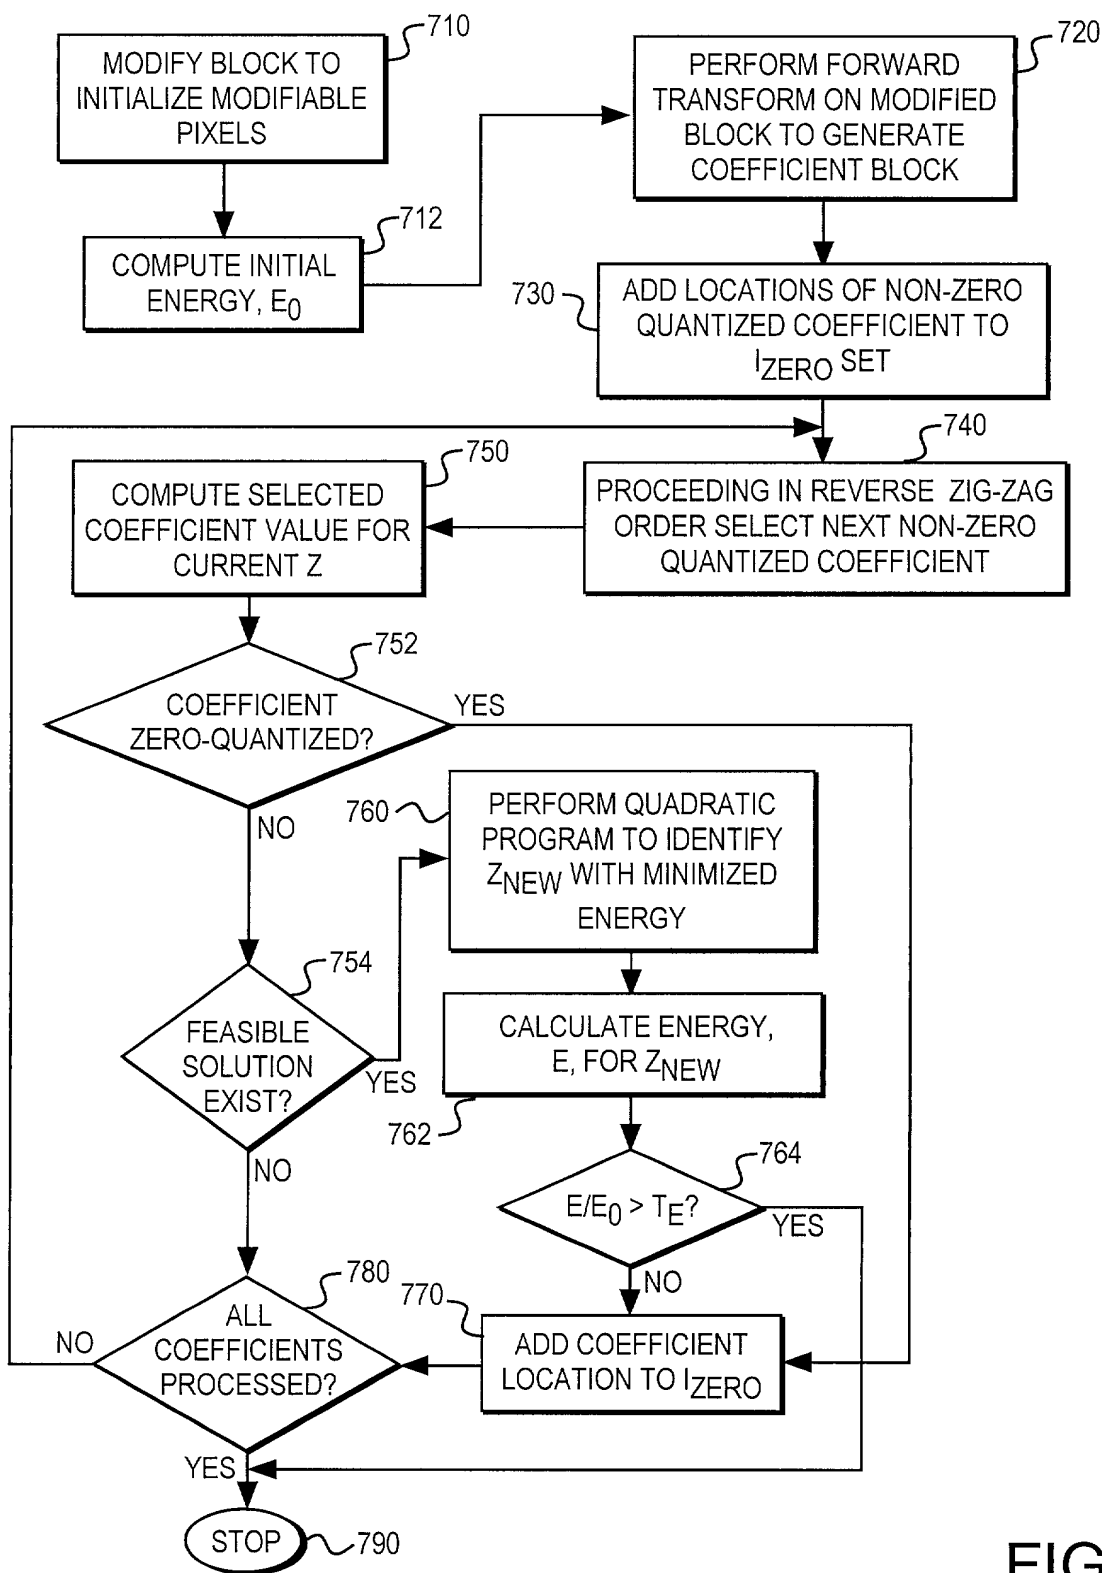 710
MODIFY BLOCK TO
INITIALIZE MODIFIABLE
PIXELS
712
COMPUTE INITIAL
ENERGY, E0
720
PERFORM FORWARD
TRANSFORM ON MODIFIED
BLOCK TO GENERATE
COEFFICIENT BLOCK
730
ADD LOCATIONS OF NON-ZERO
QUANTIZED COEFFICIENT TO
IZERO SET
740
PROCEEDING IN REVERSE ZIG-ZAG
ORDER SELECT NEXT NON-ZERO
QUANTIZED COEFFICIENT
750
COMPUTE SELECTED
COEFFICIENT VALUE FOR
CURRENT Z
752
COEFFICIENT
ZERO-QUANTIZED?
YES
NO
754
FEASIBLE
SOLUTION
EXIST?
YES
NO
760
PERFORM QUADRATIC
PROGRAM TO IDENTIFY
ZNEW WITH MINIMIZED
ENERGY
CALCULATE ENERGY,
E, FOR ZNEW
762
764
E/E0 > TE?
YES
NO
770
ADD COEFFICIENT
LOCATION TO IZERO
780
ALL
COEFFICIENTS
PROCESSED?
NO
YES
STOP
790
FIG